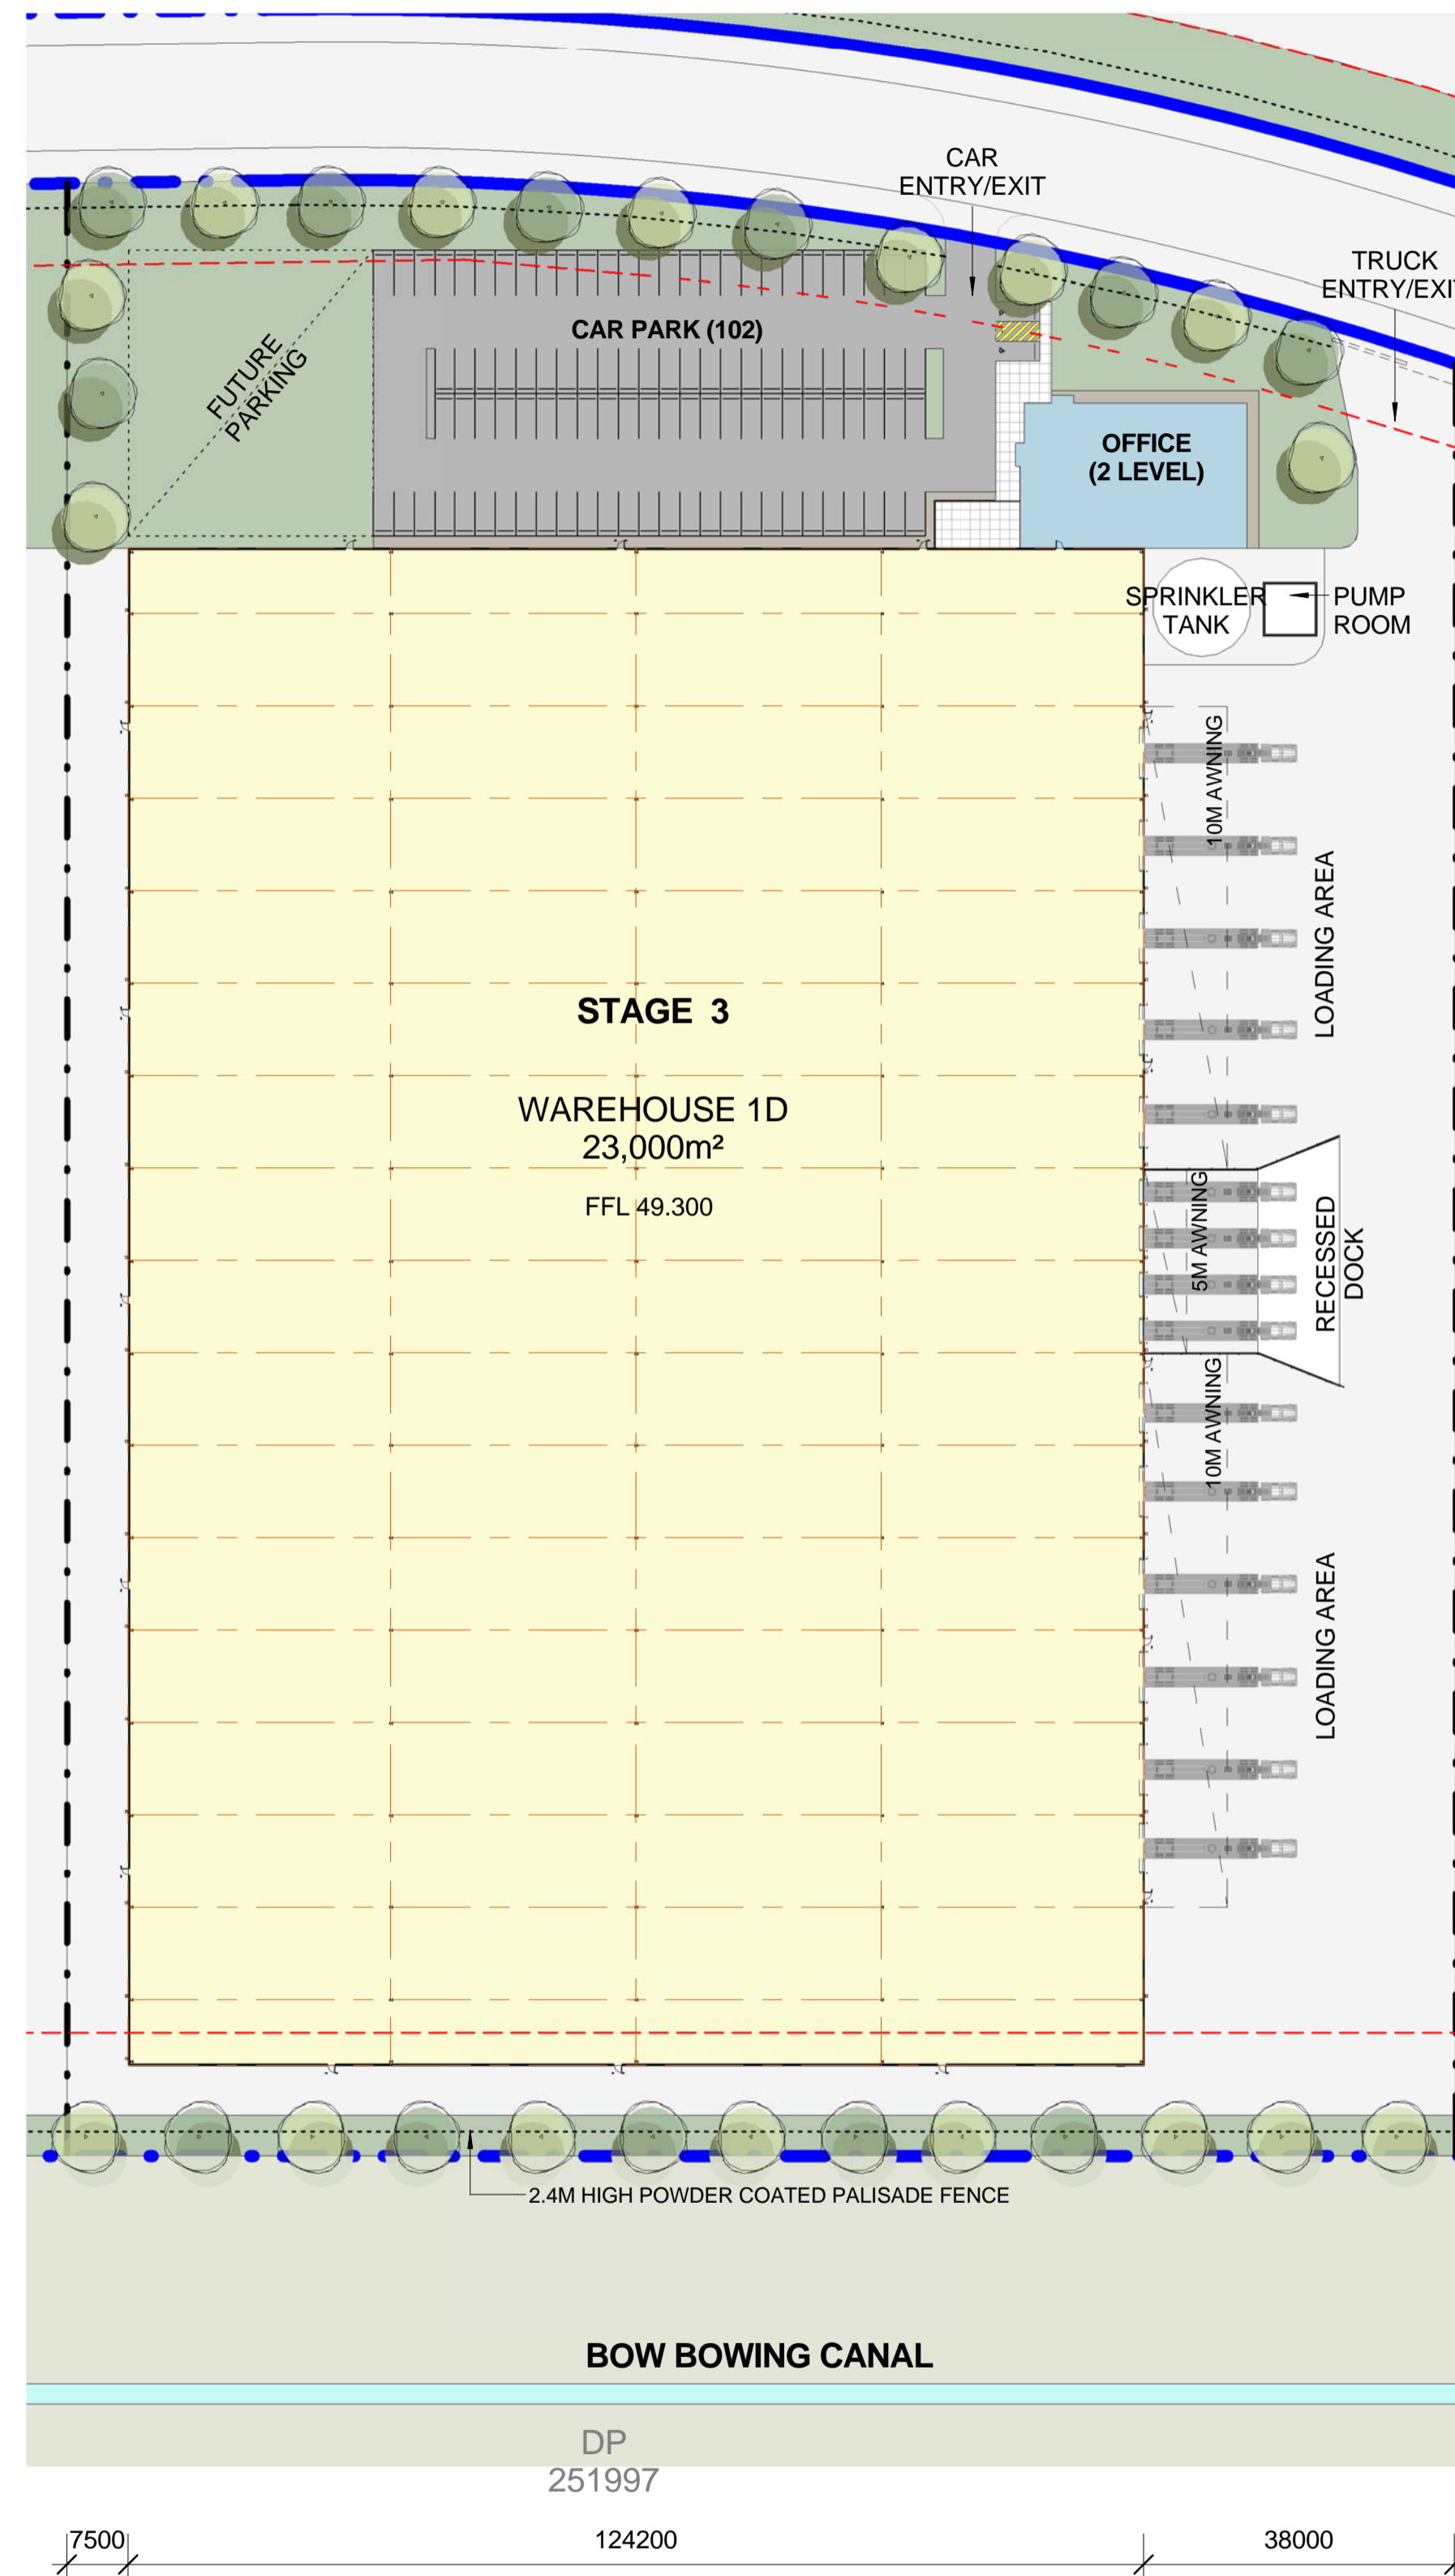 CAR
ENTRY/EXIT
TRUCK
ENTRY/EXIT
CAR PARK (102)
FUTURE
PARKING
OFFICE
(2 LEVEL)
SPRINKLER
TANK
PUMP
ROOM
10M AWNING
LOADING AREA
STAGE 3
WAREHOUSE 1D
23,000m²
FFL 49.300
5M AWNING
RECESSED
DOCK
10M AWNING
LOADING AREA
2.4M HIGH POWDER COATED PALISADE FENCE
BOW BOWING CANAL
DP
251997
7500
124200
38000